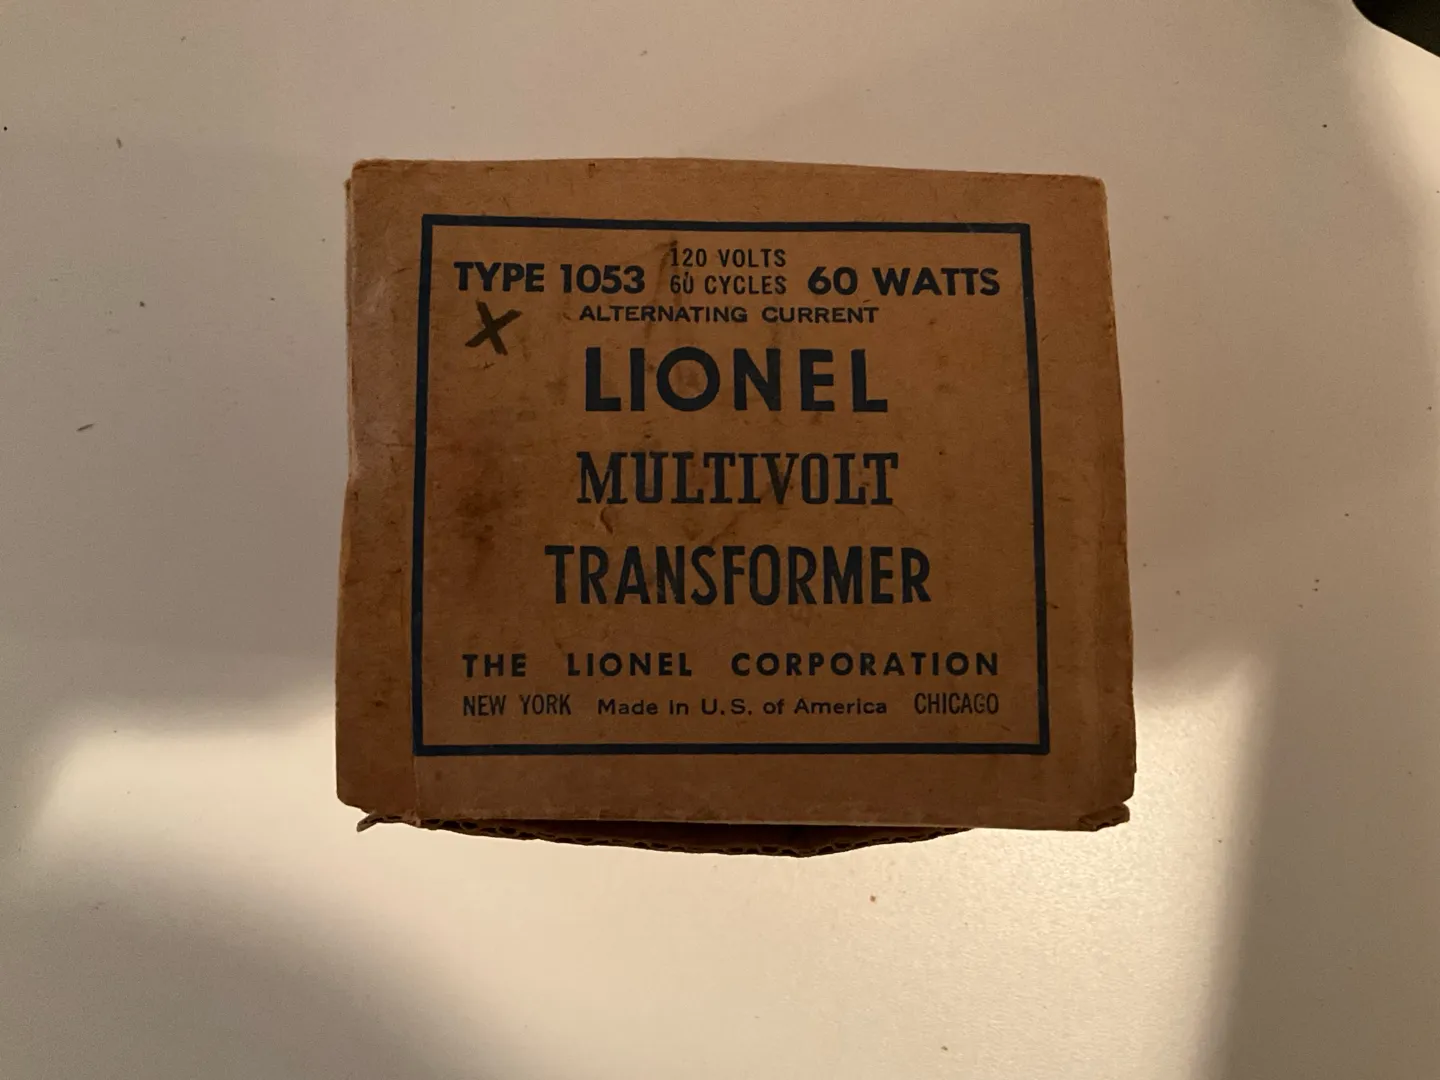 TYPE 1053 120 VOLTS 60 WATTS
60 CYCLES
ALTERNATING CURRENT
X
LIONEL
MULTIVOLT
TRANSFORMER
THE LIONEL CORPORATION
NEW YORK Made in U.S. of America CHICAGO